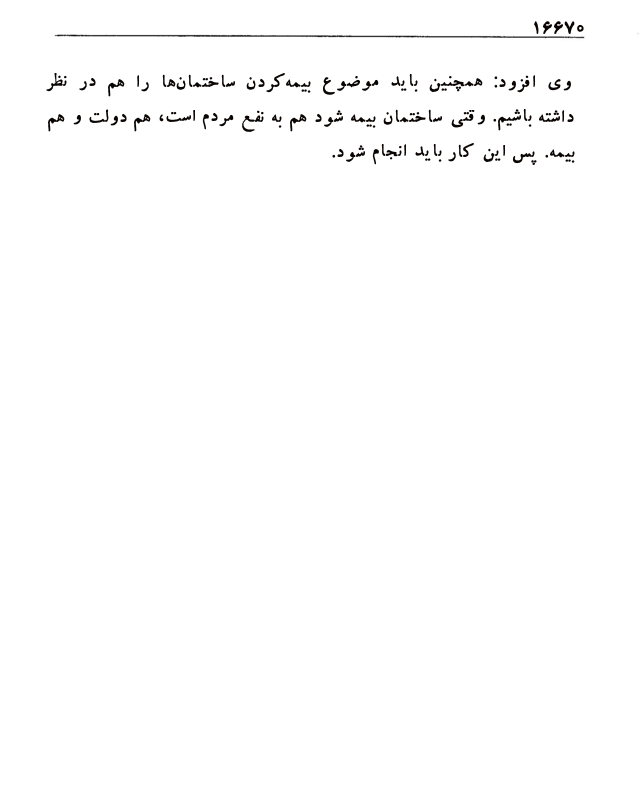 ۱۶۶۷۰
وی افزود: همچنین باید موضوع بیمه‌کردن ساختمان‌ها را هم در نظر
داشته باشیم. وقتی ساختمان بیمه شود هم به نفع مردم است، هم دولت و هم
بیمه. پس این کار باید انجام شود.